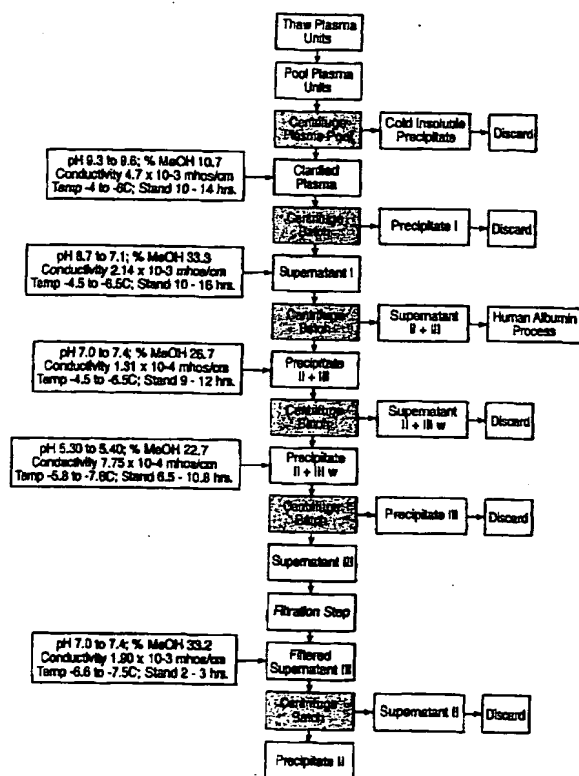 Thaw Plasma
Units
Pool Plasma
Units
Centrifuge
Plasma Pool
Cold Insoluble
Precipitate
Discard
pH 9.3 to 9.6; % MeOH 10.7
Conductivity 4.7 x 10-3 mhos/cm
Temp -4 to -6C; Stand 10 - 14 hrs.
Clarified
Plasma
Centrifuge
Batch
Precipitate I
Discard
pH 6.7 to 7.1; % MeOH 33.3
Conductivity 2.14 x 10-3 mhos/cm
Temp -4.5 to -6.5C; Stand 10 - 16 hrs.
Supernatant I
Centrifuge
Batch
Supernatant
II + III
Human Albumin
Process
pH 7.0 to 7.4; % MeOH 26.7
Conductivity 1.31 x 10-4 mhos/cm
Temp -4.5 to -6.5C; Stand 9 - 12 hrs.
Precipitate
II + III
Centrifuge
Batch
Supernatant
II + III w
Discard
pH 5.30 to 5.40; % MeOH 22.7
Conductivity 7.75 x 10-4 mhos/cm
Temp -5.8 to -7.8C; Stand 6.5 - 10.8 hrs.
Precipitate
II + III w
Centrifuge
Batch
Precipitate III
Discard
Supernatant III
Filtration Step
pH 7.0 to 7.4; % MeOH 33.2
Conductivity 1.90 x 10-3 mhos/cm
Temp -6.6 to -7.5C; Stand 2 - 3 hrs.
Filtered
Supernatant III
Centrifuge
Batch
Supernatant II
Discard
Precipitate II